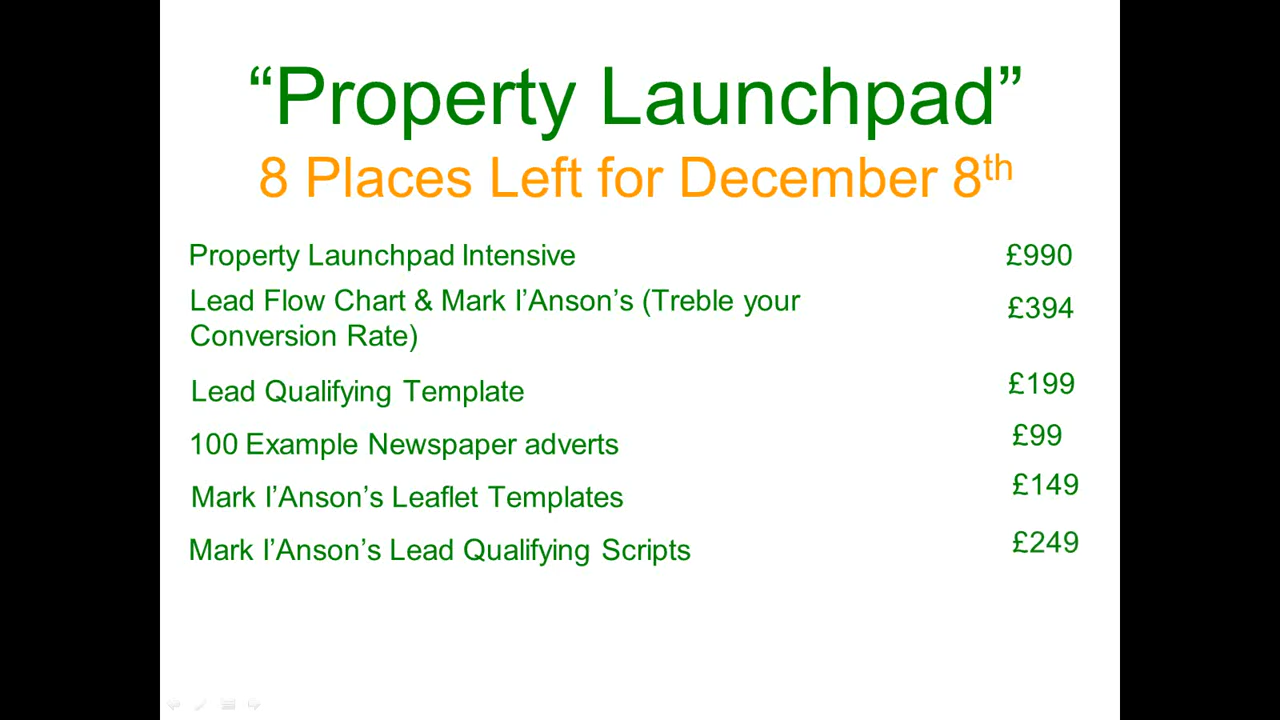 “Property Launchpad”
8 Places Left for December 8th
Property Launchpad Intensive £990
Lead Flow Chart & Mark I’Anson’s (Treble your £394
Conversion Rate)
Lead Qualifying Template £199
100 Example Newspaper adverts £99
Mark I’Anson’s Leaflet Templates £149
Mark I’Anson’s Lead Qualifying Scripts £249